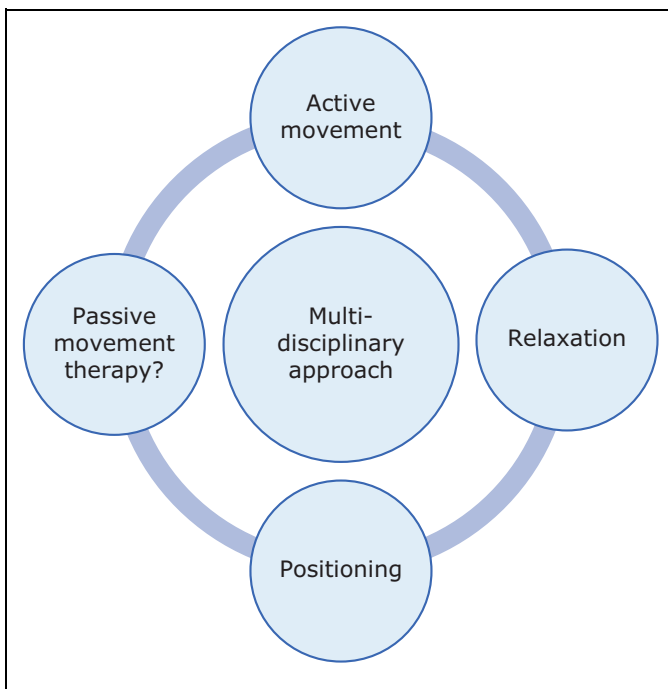 Active
movement
Passive
movement
therapy?
Multi-
disciplinary
approach
Relaxation
Positioning